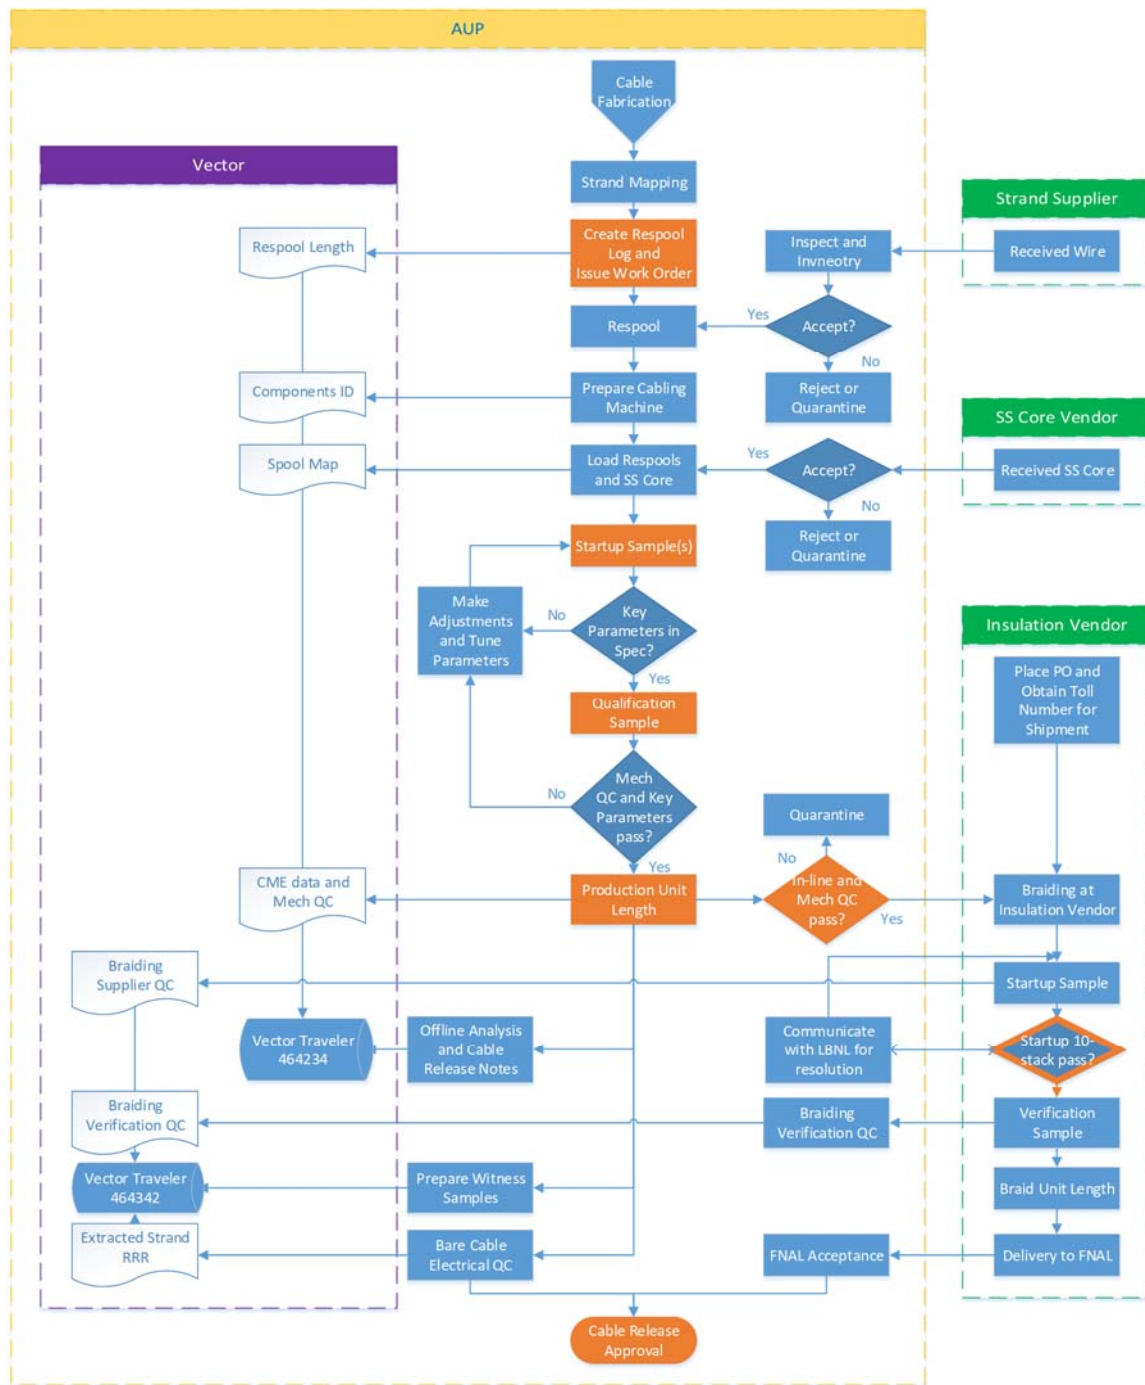 AUP
Cable
Fabrication
Vector
Strand Mapping
Strand Supplier
Respool Length
Create Respool
Log and
Issue Work Order
Inspect and
Invneotry
Received Wire
Respool
Yes
Accept?
No
Components ID
Prepare Cabling
Machine
Reject or
Quarantine
SS Core Vendor
Spool Map
Load Respools
and SS Core
Yes
Accept?
Received SS Core
No
Startup Sample(s)
Reject or
Quarantine
Make
Adjustments
and Tune
Parameters
No
Key
Parameters in
Spec?
Yes
Insulation Vendor
Place PO and
Obtain Toll
Number for
Shipment
Qualification
Sample
No
Mech
QC and Key
Parameters
pass?
Yes
Quarantine
No
CME data and
Mech QC
Production Unit
Length
In-line and
Mech QC
pass?
Yes
Braiding at
Insulation Vendor
Braiding
Supplier QC
Startup Sample
Vector Traveler
464234
Offline Analysis
and Cable
Release Notes
Communicate
with LBNL for
resolution
Startup 10-
stack pass?
Braiding
Verification QC
Braiding
Verification QC
Verification
Sample
Vector Traveler
464342
Prepare Witness
Samples
Braid Unit Length
Extracted Strand
RRR
Bare Cable
Electrical QC
FNAL Acceptance
Delivery to FNAL
Cable Release
Approval